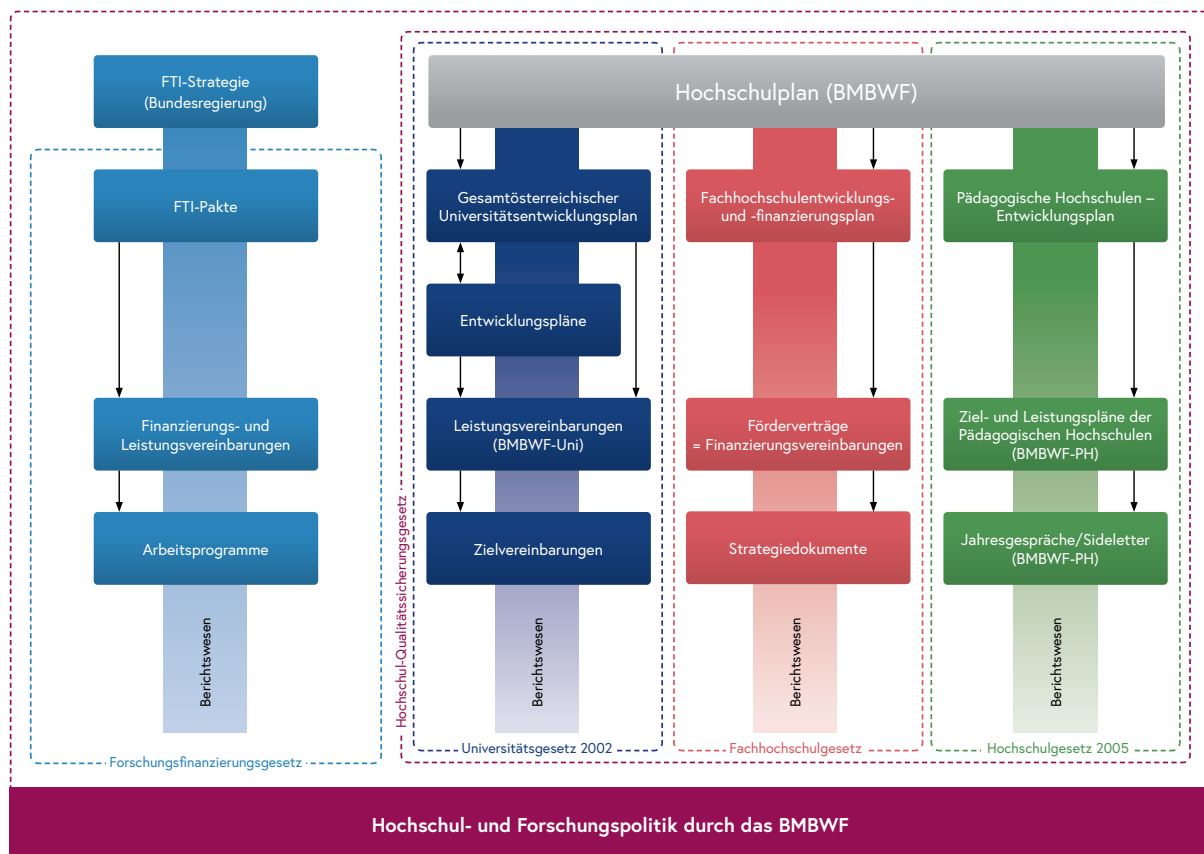 FTI-Strategie
(Bundesregierung)
FTI-Pakte
Finanzierungs- und
Leistungsvereinbarungen
Arbeitsprogramme
Berichtswesen
Forschungsfinanzierungsgesetz
Hochschul-Qualitätssicherungsgesetz
Hochschulplan (BMBWF)
Gesamtösterreichischer
Universitätsentwicklungsplan
Entwicklungspläne
Leistungsvereinbarungen
(BMBWF-Uni)
Zielvereinbarungen
Berichtswesen
Universitätsgesetz 2002
Fachhochschulentwicklungs-
und -finanzierungsplan
Förderverträge
= Finanzierungsvereinbarungen
Strategiedokumente
Berichtswesen
Fachhochschulgesetz
Pädagogische Hochschulen –
Entwicklungsplan
Ziel- und Leistungspläne der
Pädagogischen Hochschulen
(BMBWF-PH)
Jahresgespräche/Sideletter
(BMBWF-PH)
Berichtswesen
Hochschulgesetz 2005
Hochschul- und Forschungspolitik durch das BMBWF